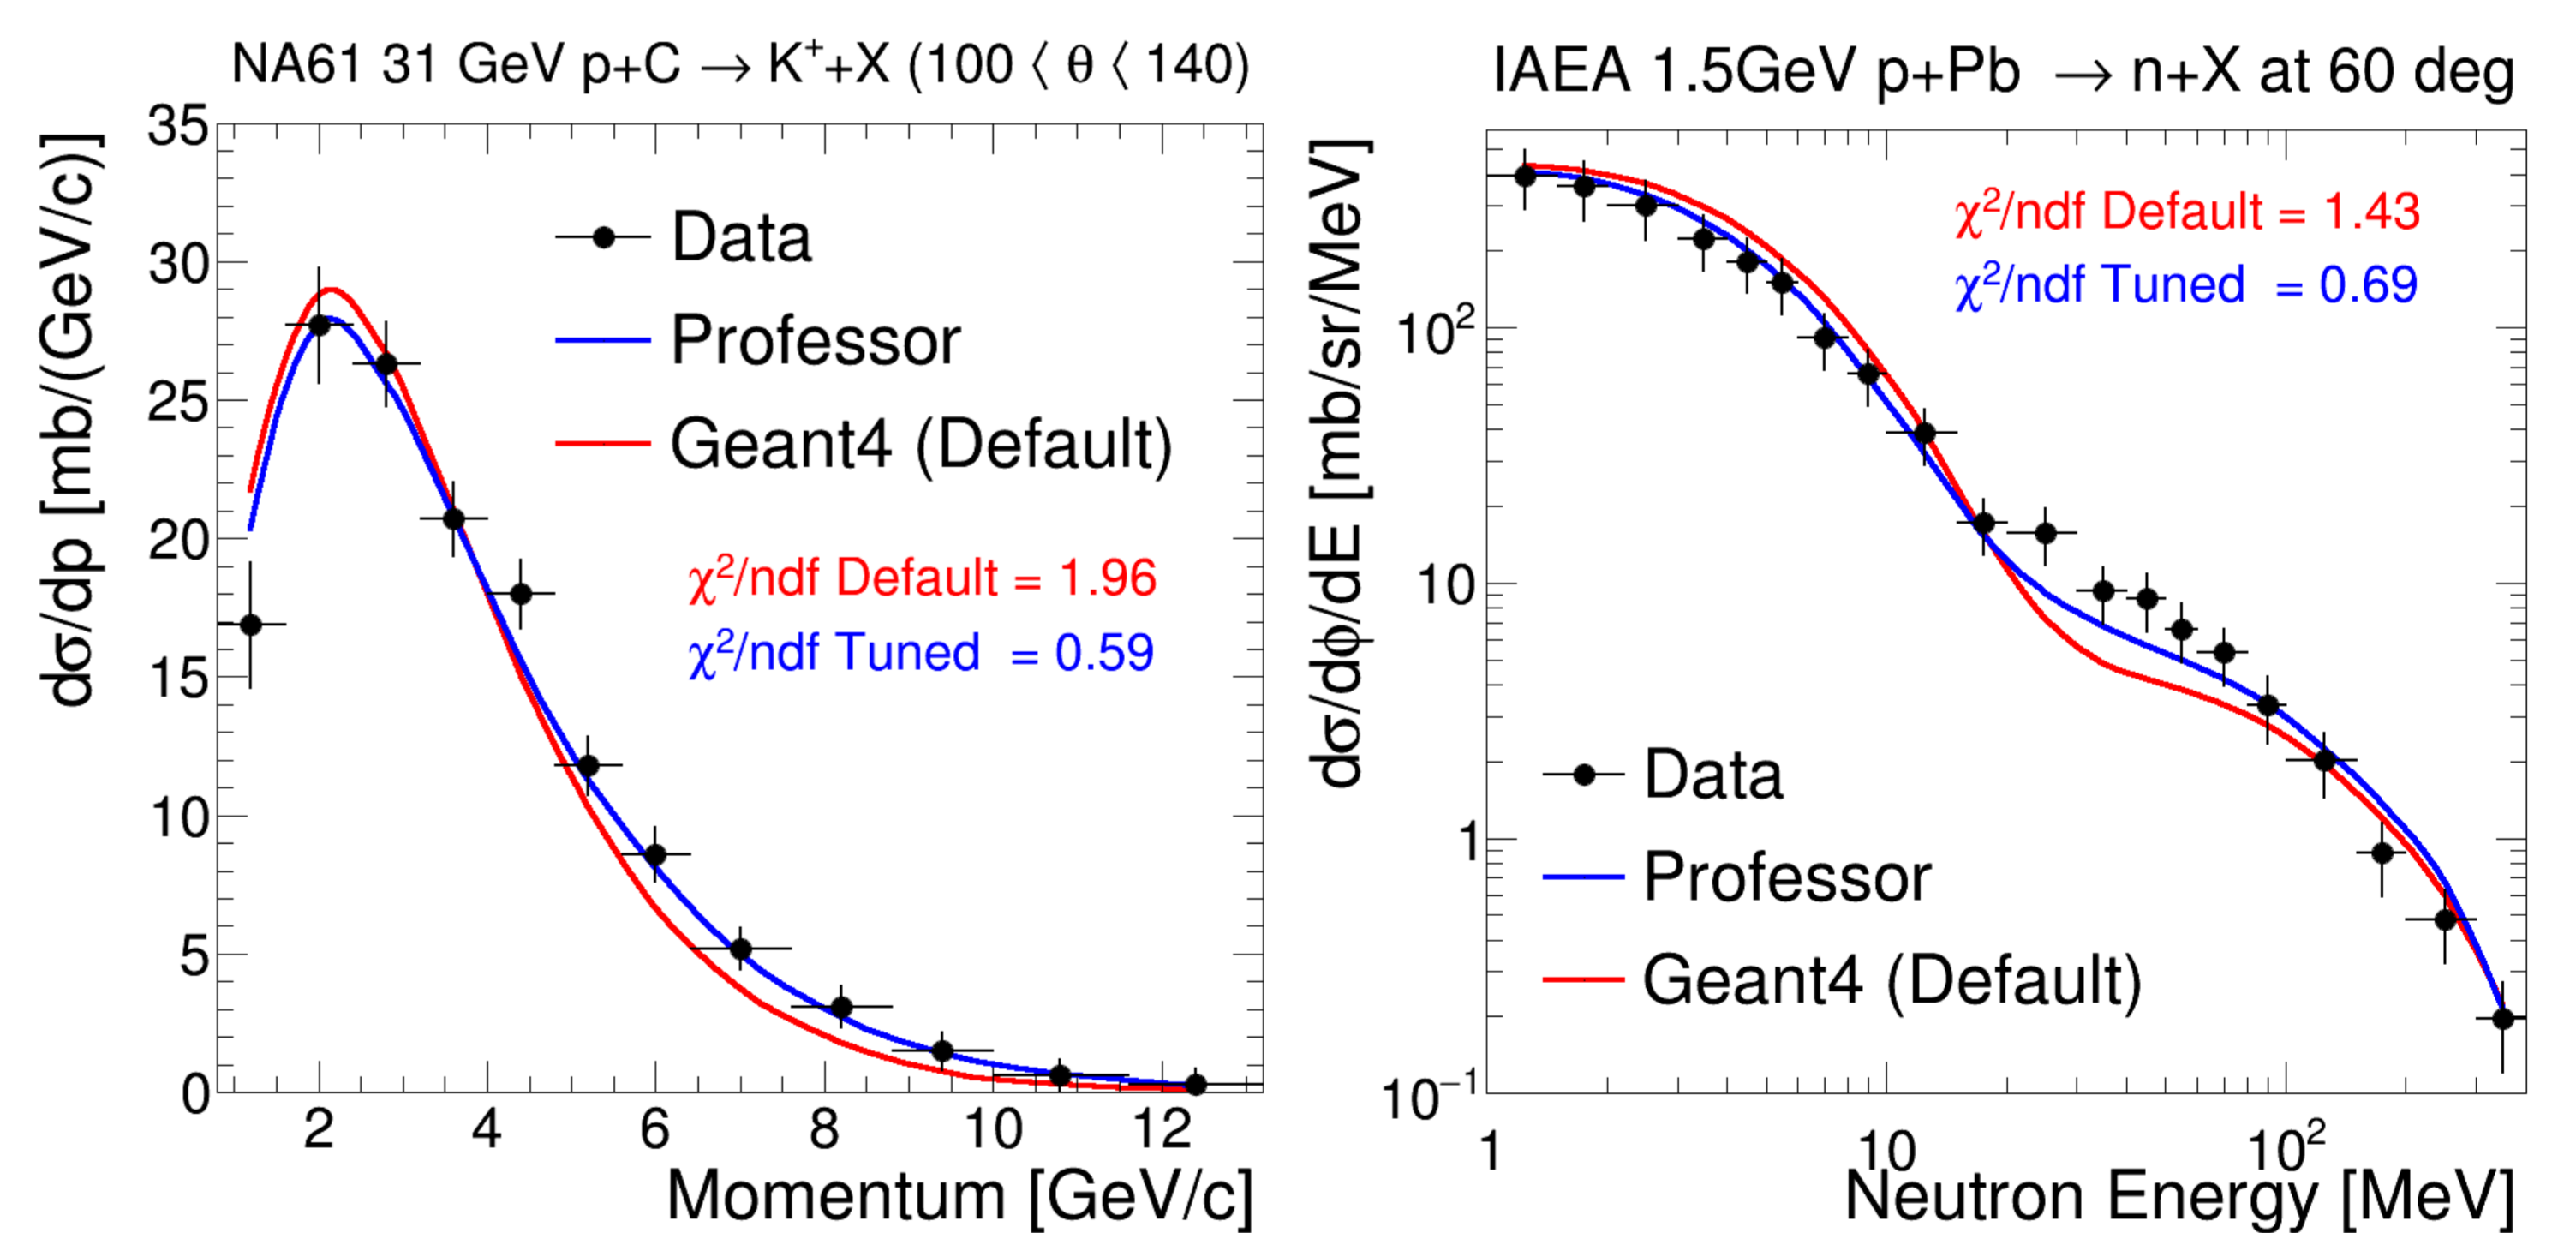 NA61 31 GeV p+C → K⁺+X (100 ⟨ θ ⟨ 140)
dσ/dp [mb/(GeV/c)]
35
30
25
20
15
10
5
0
Data
Professor
Geant4 (Default)
χ²/ndf Default = 1.96
χ²/ndf Tuned = 0.59
2 4 6 8 10 12
Momentum [GeV/c]
IAEA 1.5GeV p+Pb → n+X at 60 deg
dσ/dϕ/dE [mb/sr/MeV]
10²
10
1
10⁻¹
χ²/ndf Default = 1.43
χ²/ndf Tuned = 0.69
Data
Professor
Geant4 (Default)
1 10 10²
Neutron Energy [MeV]